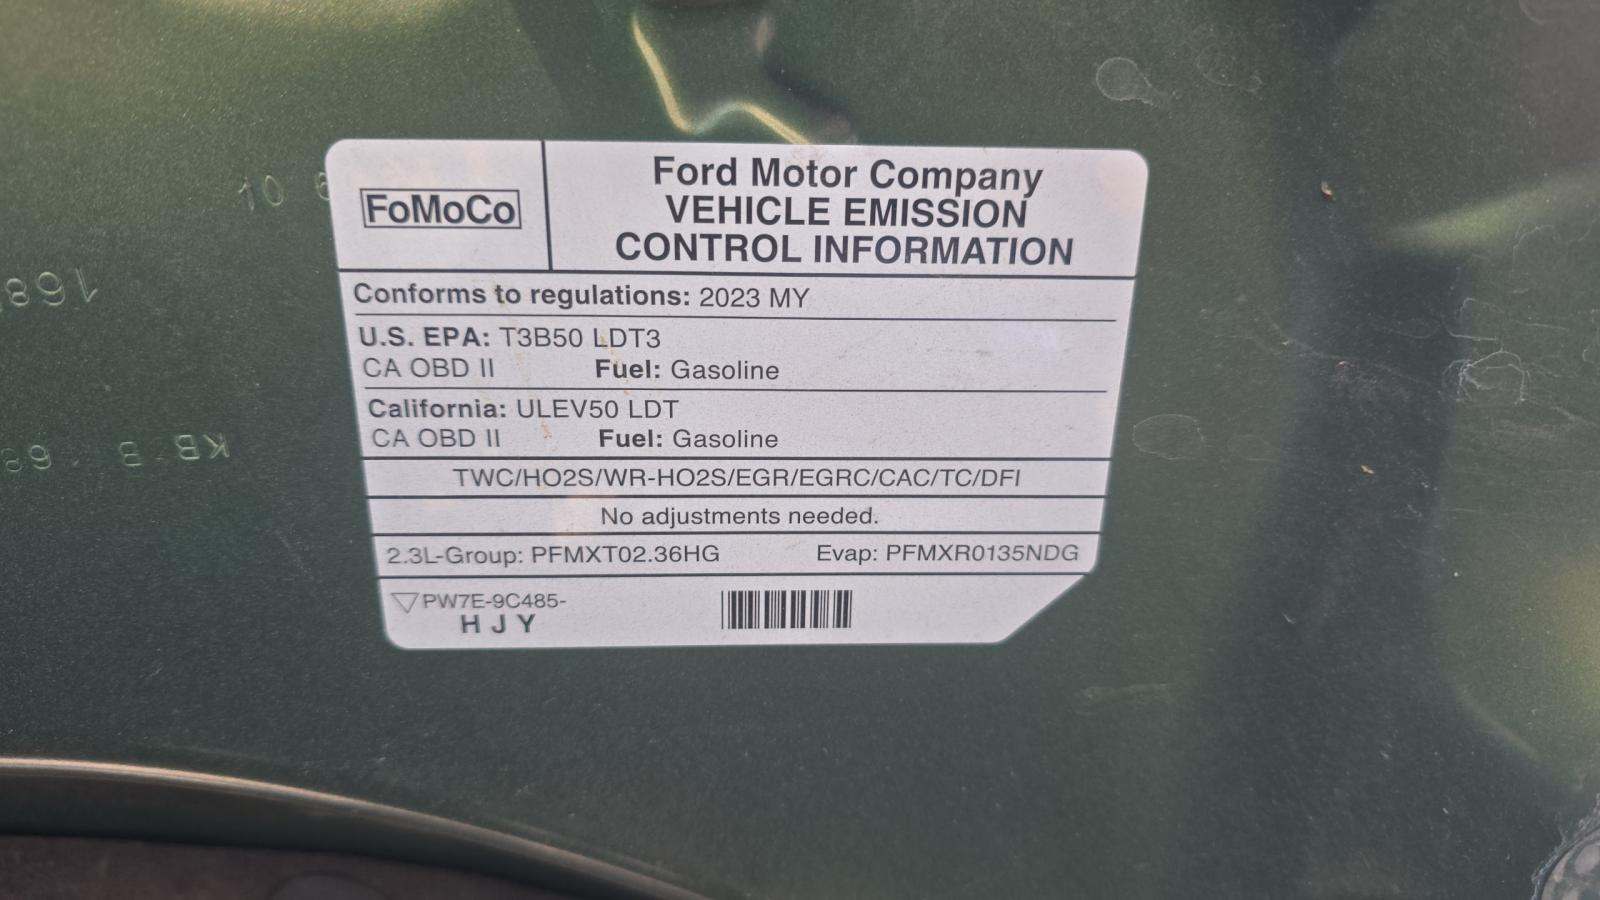 FoMoCo
Ford Motor Company
VEHICLE EMISSION
CONTROL INFORMATION
Conforms to regulations: 2023 MY
U.S. EPA: T3B50 LDT3
CA OBD II Fuel: Gasoline
California: ULEV50 LDT
CA OBD II Fuel: Gasoline
TWC/HO2S/WR-HO2S/EGR/EGRC/CAC/TC/DFI
No adjustments needed.
2.3L-Group: PFMXT02.36HG Evap: PFMXR0135NDG
PW7E-9C485-
H J Y
10